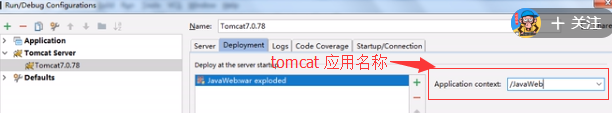 Run/Debug Configurations
+ 关注
Name: Tomcat7.0.78
Application
Tomcat Server
Tomcat7.0.78
Defaults
Server Deployment Logs Code Coverage Startup/Connection
Deploy at the server startup
tomcat 应用名称
JavaWeb:war exploded
Application context: /JavaWeb